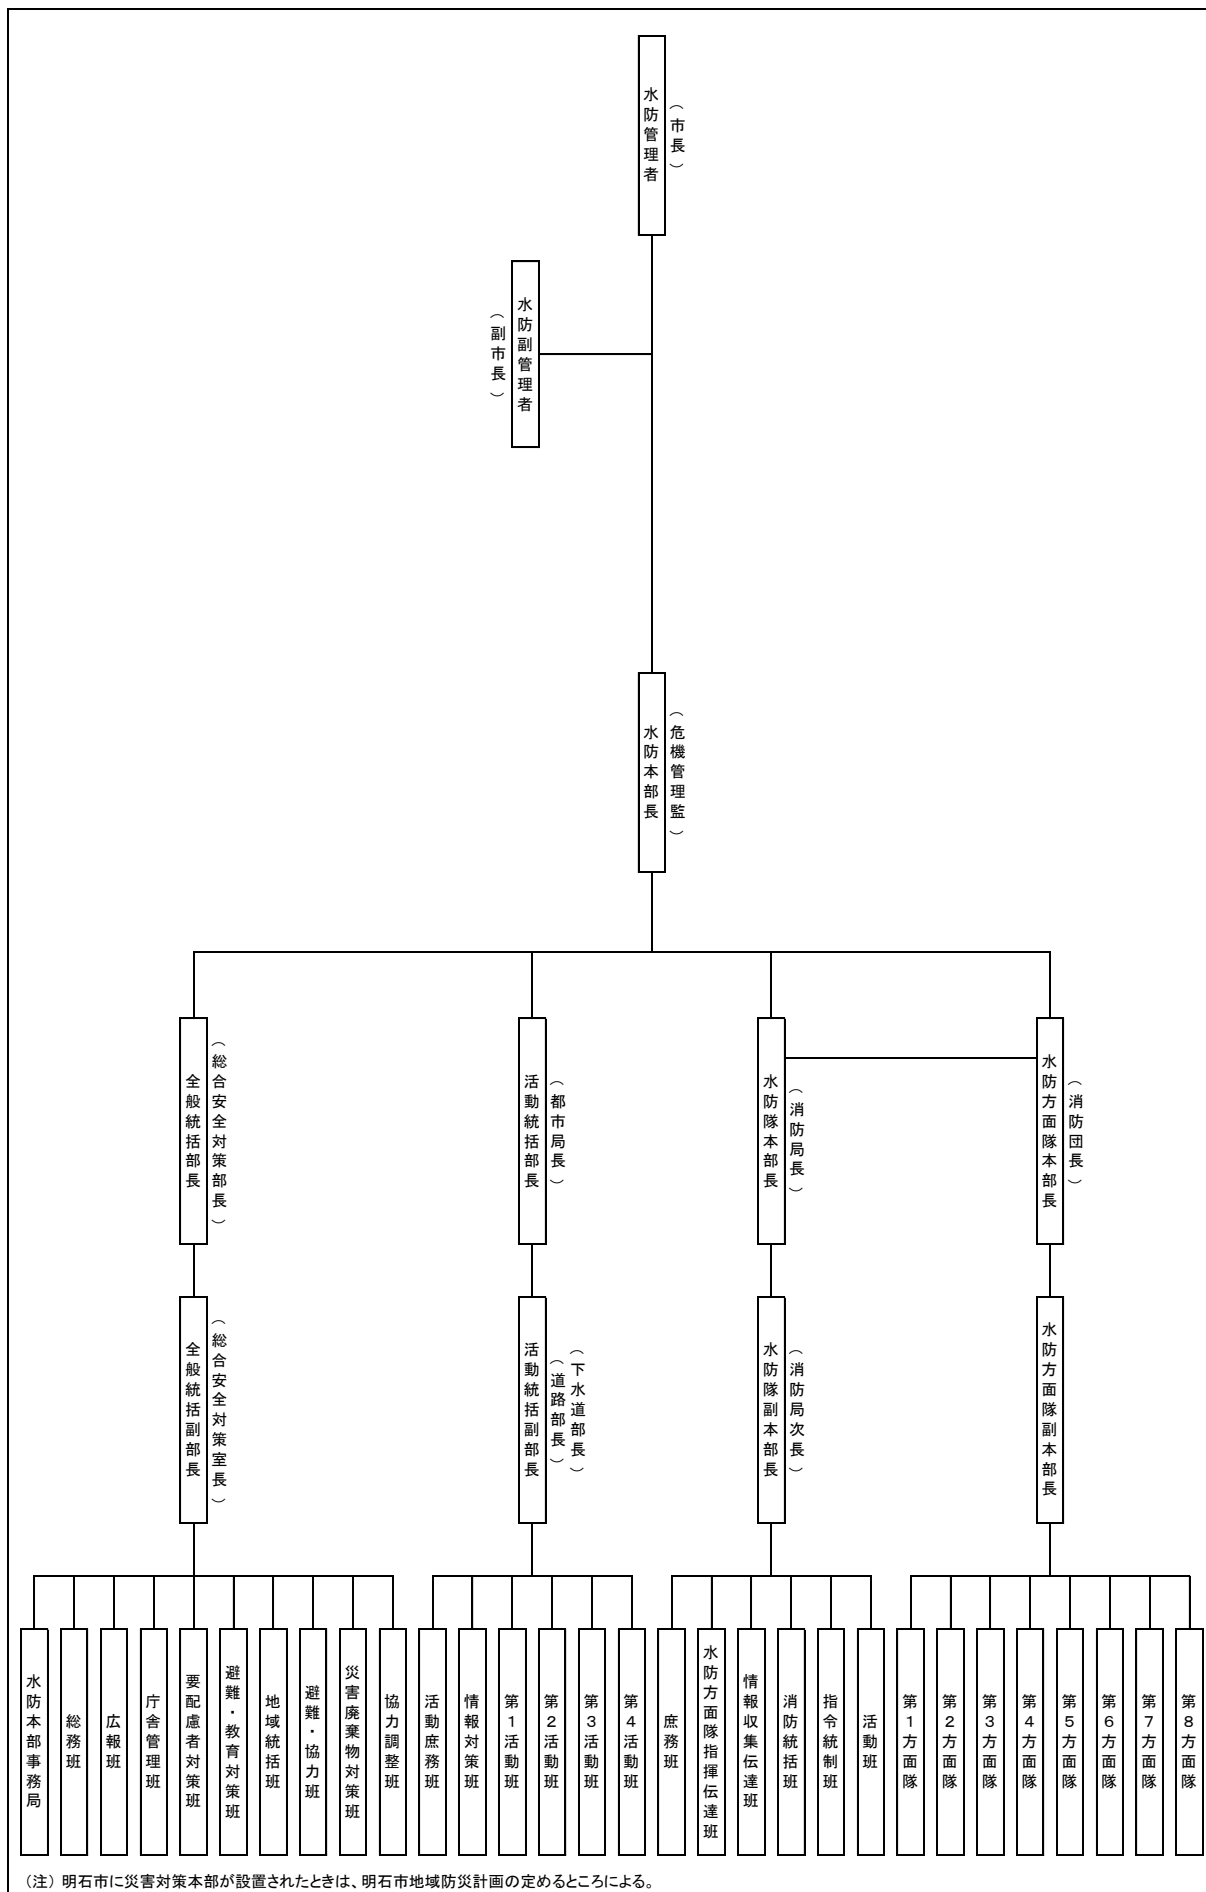 水防管理者
（市長）
水防副管理者
（副市長）
水防本部長
（危機管理監）
全般統括部長
（総合安全対策部長）
活動統括部長
（都市局長）
水防隊本部長
（消防局長）
水防方面隊本部長
（消防団長）
全般統括副部長
（総合安全対策室長）
活動統括副部長
（道路部長）
（下水道部長）
水防隊副本部長
（消防局次長）
水防方面隊副本部長
水防本部事務局
総務班
広報班
庁舎管理班
要配慮者対策班
避難・教育対策班
地域統括班
避難・協力班
災害廃棄物対策班
協力調整班
活動庶務班
情報対策班
第１活動班
第２活動班
第３活動班
第４活動班
庶務班
水防方面隊指揮伝達班
情報収集伝達班
消防統括班
指令統制班
活動班
第１方面隊
第２方面隊
第３方面隊
第４方面隊
第５方面隊
第６方面隊
第７方面隊
第８方面隊
（注）明石市に災害対策本部が設置されたときは、明石市地域防災計画の定めるところによる。